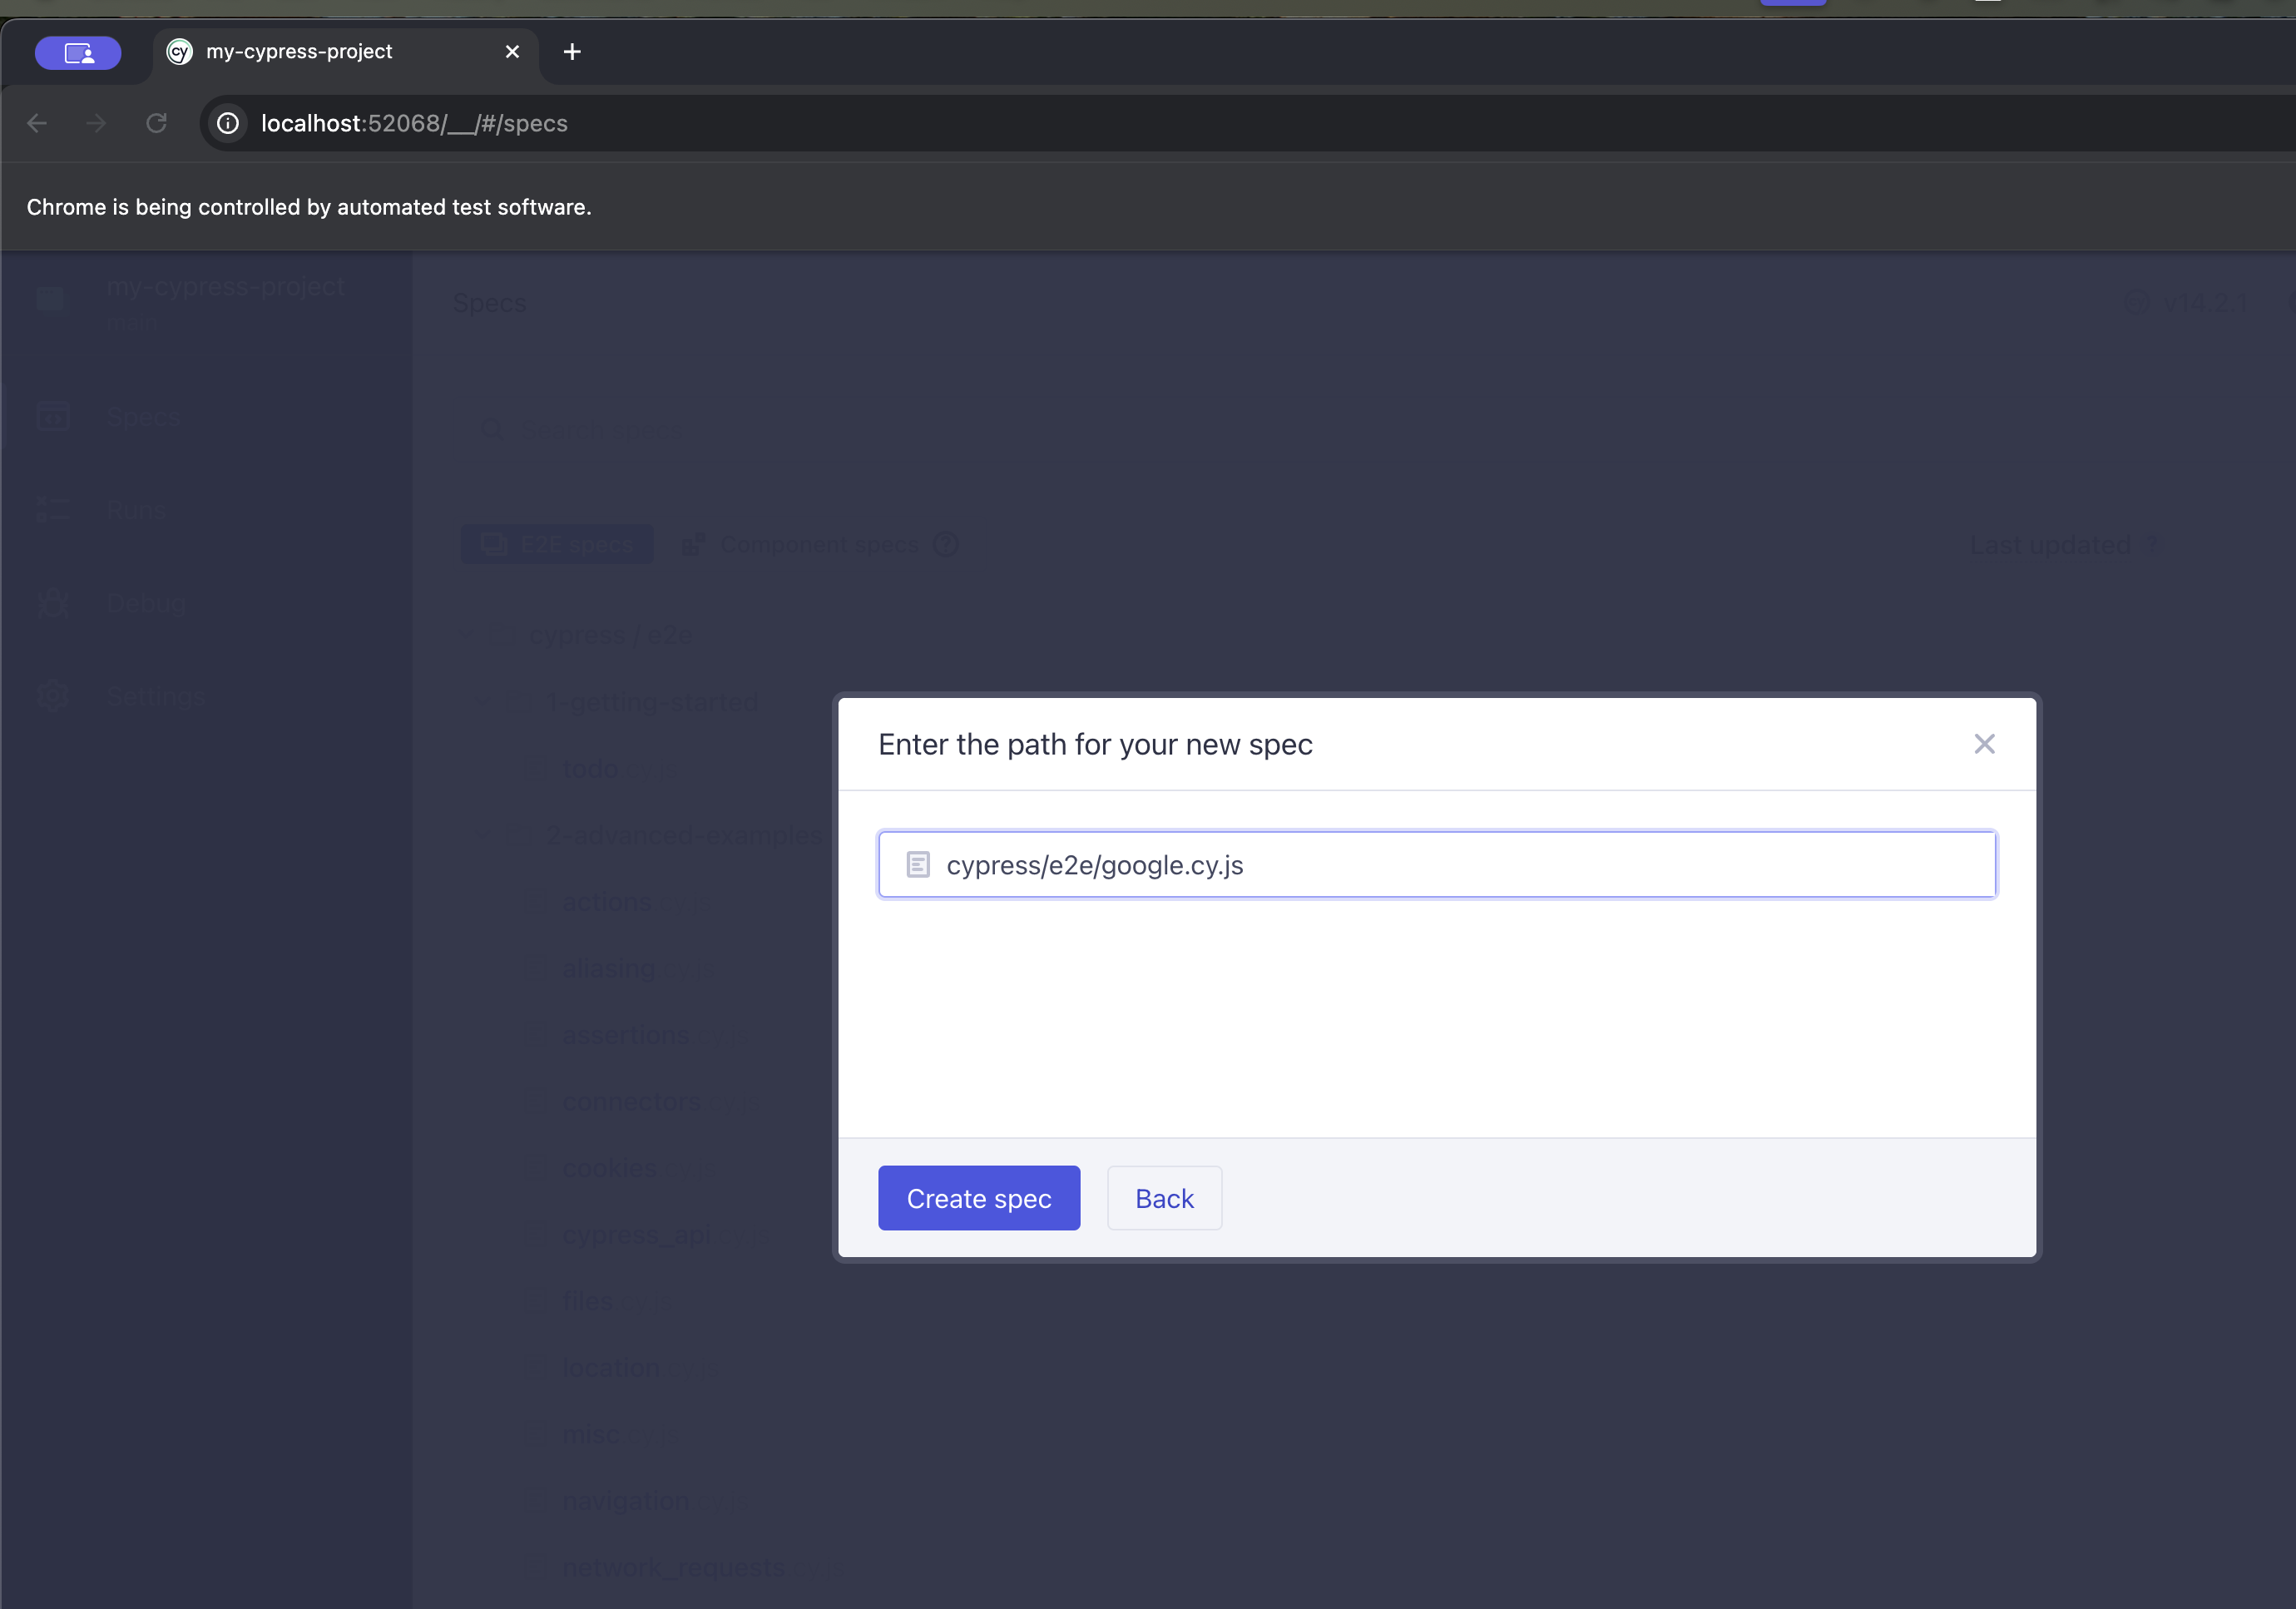 my-cypress-project
localhost:52068/__/#/specs
Chrome is being controlled by automated test software.
my-cypress-project
main
Specs
v14.2.1
Specs
Search specs
Runs
E2E specs
Component specs
Last updated
Debug
cypress / e2e
Settings
1-getting-started
Enter the path for your new spec
todo
2-advanced-examples
cypress/e2e/google.cy.js
actions
aliasing
assertions
connectors
cookies
Create spec
Back
cypress_api
files
location
misc
navigation
network_requests